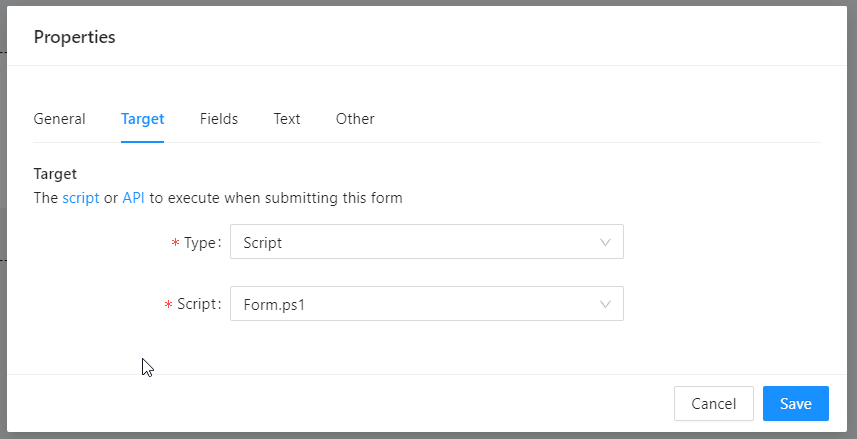 Properties
General Target Fields Text Other
Target
The script or API to execute when submitting this form
* Type: Script
* Script: Form.ps1
Cancel Save